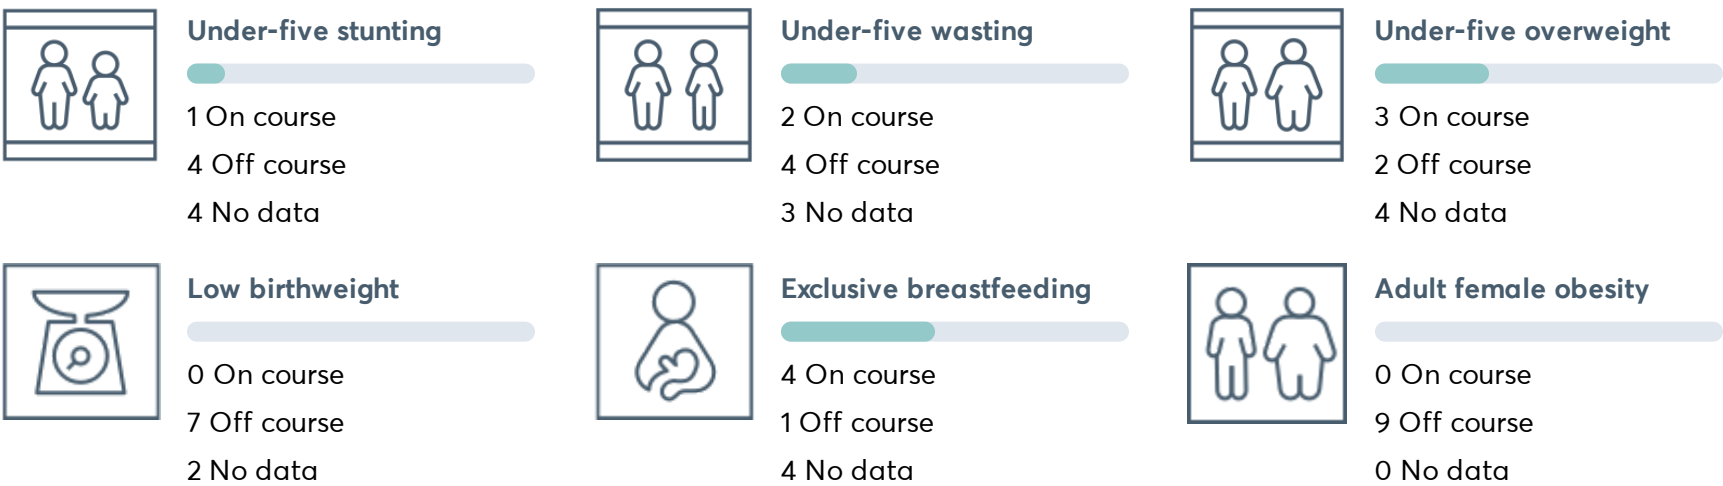 Under-five stunting
1 On course
4 Off course
4 No data
Under-five wasting
2 On course
4 Off course
3 No data
Under-five overweight
3 On course
2 Off course
4 No data
Low birthweight
0 On course
7 Off course
2 No data
Exclusive breastfeeding
4 On course
1 Off course
4 No data
Adult female obesity
0 On course
9 Off course
0 No data